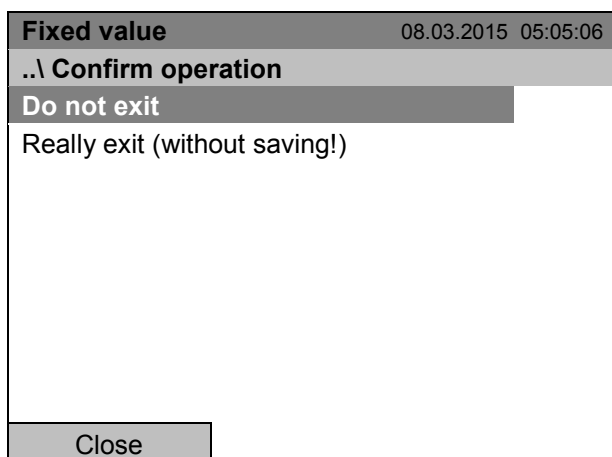 Fixed value 08.03.2015 05:05:06
..\ Confirm operation
Do not exit
Really exit (without saving!)
Close